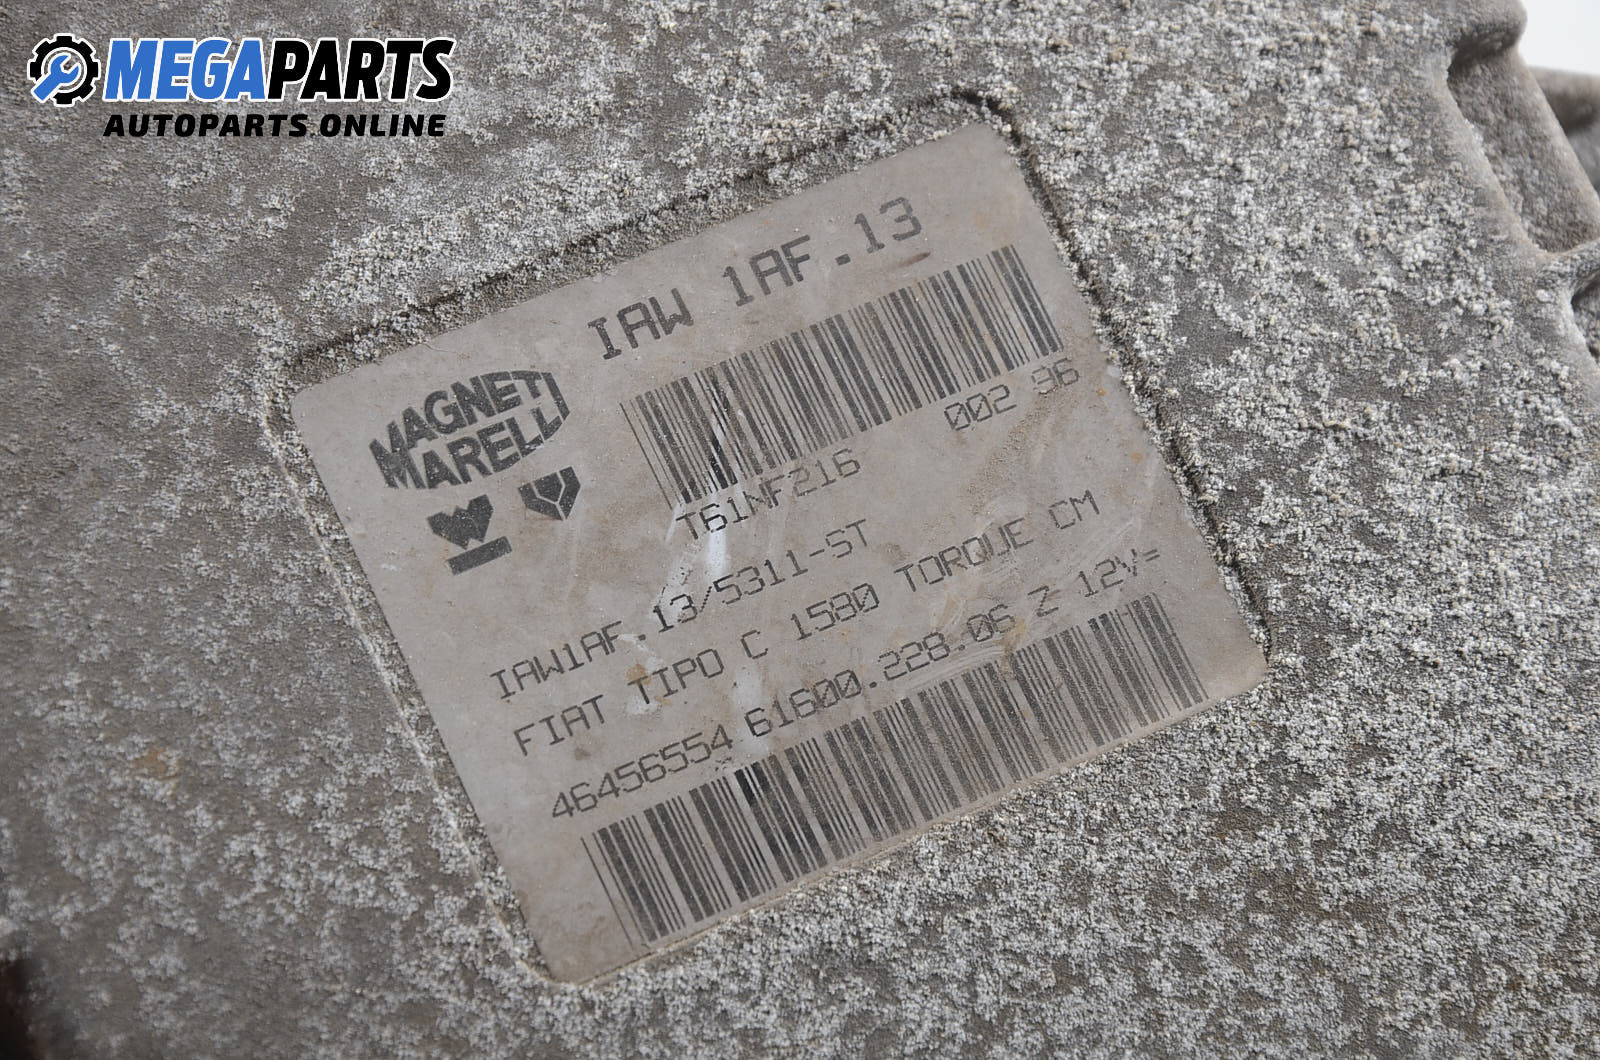 MEGAPARTS
AUTOPARTS ONLINE
IAW 1AF.13
MAGNETI
MARELLI
T61NF216 002 96
IAW1AF.13/5311-ST
FIAT TIPO C 1580 TORQUE CM
46456554 61600.228.06 Z 12V=